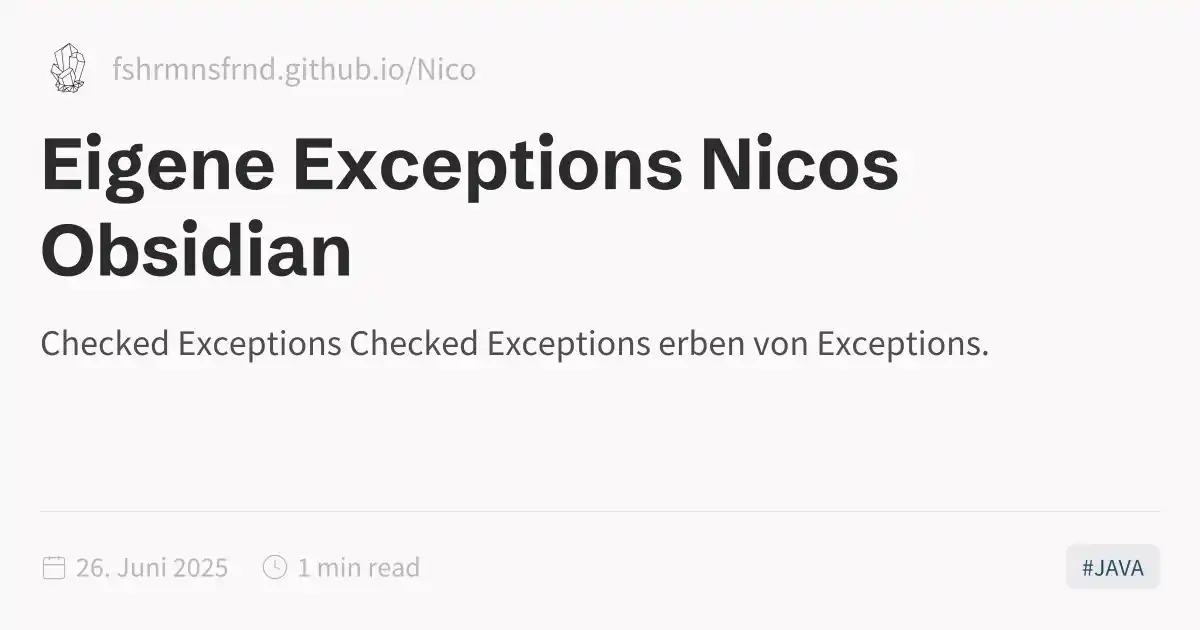 fshrmnsfrnd.github.io/Nico
Eigene Exceptions Nicos
Obsidian
Checked Exceptions Checked Exceptions erben von Exceptions.
26. Juni 2025
1 min read
#JAVA